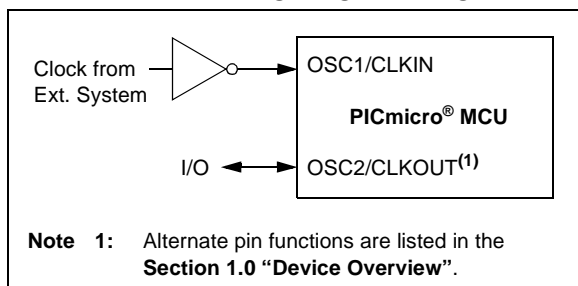 Clock from
Ext. System
OSC1/CLKIN
PICmicro® MCU
I/O
OSC2/CLKOUT(1)
Note 1: Alternate pin functions are listed in the
Section 1.0 “Device Overview”.